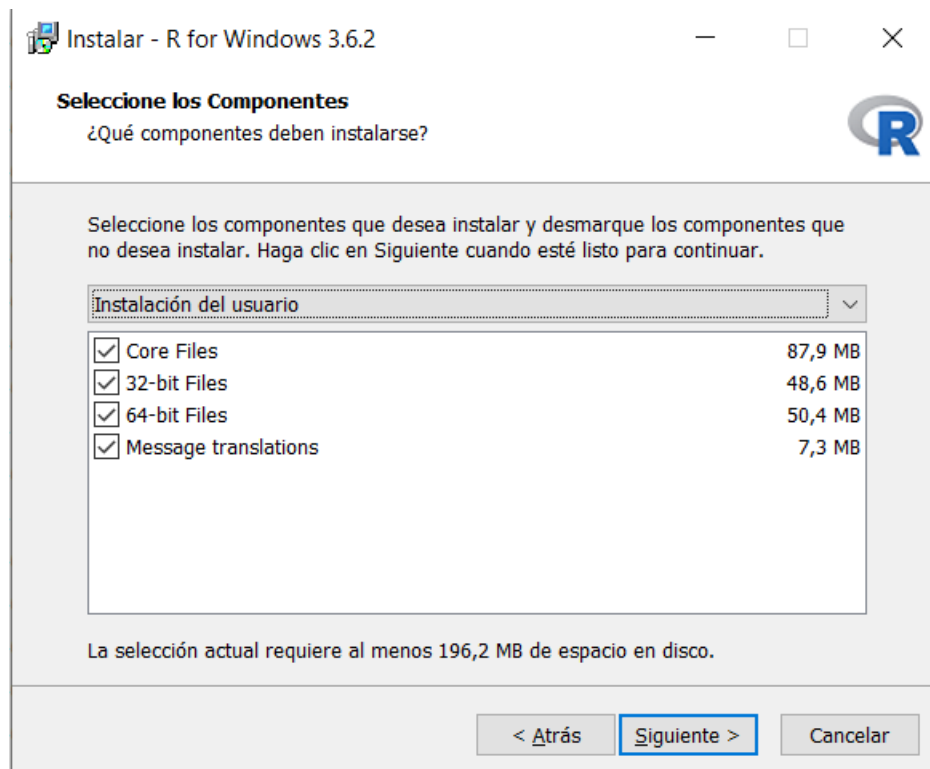 Instalar - R for Windows 3.6.2
Seleccione los Componentes
¿Qué componentes deben instalarse?
R
Seleccione los componentes que desea instalar y desmarque los componentes que
no desea instalar. Haga clic en Siguiente cuando esté listo para continuar.
Instalación del usuario
Core Files 87,9 MB
32-bit Files 48,6 MB
64-bit Files 50,4 MB
Message translations 7,3 MB
La selección actual requiere al menos 196,2 MB de espacio en disco.
< Atrás Siguiente > Cancelar